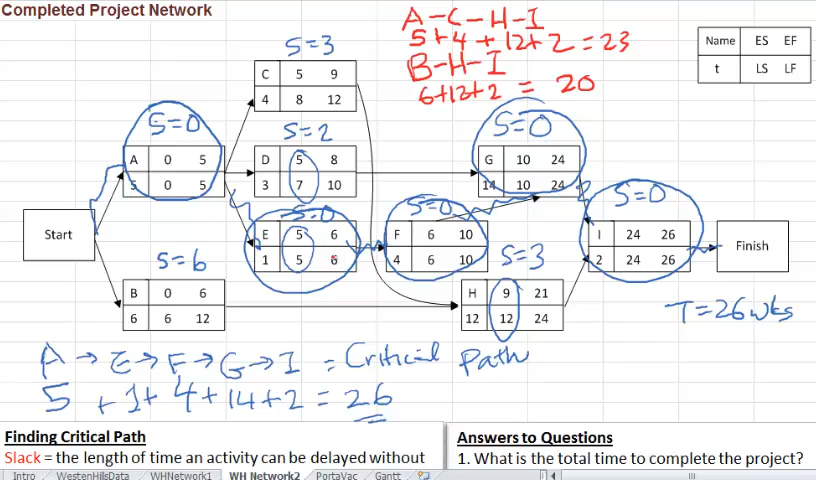 Completed Project Network
A-C-H-I
5+4+12+2=23
B-H-I
6+12+2 = 20
Name ES EF
t LS LF
S=3
C 5 9
4 8 12
S=0
A 0 5
5 0 5
S=2
D 5 8
3 7 10
S=0
G 10 24
14 10 24
Start
S=0
E 5 6
1 5 6
S=0
F 6 10
4 6 10
S=0
I 24 26
2 24 26
Finish
S=6
B 0 6
6 6 12
S=3
H 9 21
12 12 24
T=26wks
A→E→F→G→I = Critical Path
5 +1+4+14+2=26
Finding Critical Path
Slack = the length of time an activity can be delayed without
Answers to Questions
1. What is the total time to complete the project?
Intro WestenHillsData WHNetwork1 WH Network2 PortaVac Gantt